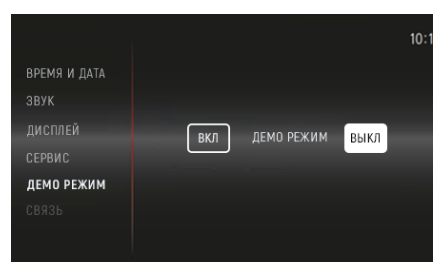 10:1
ВРЕМЯ И ДАТА
ЗВУК
ДИСПЛЕЙ
ВКЛ ДЕМО РЕЖИМ ВЫКЛ
СЕРВИС
ДЕМО РЕЖИМ
СВЯЗЬ